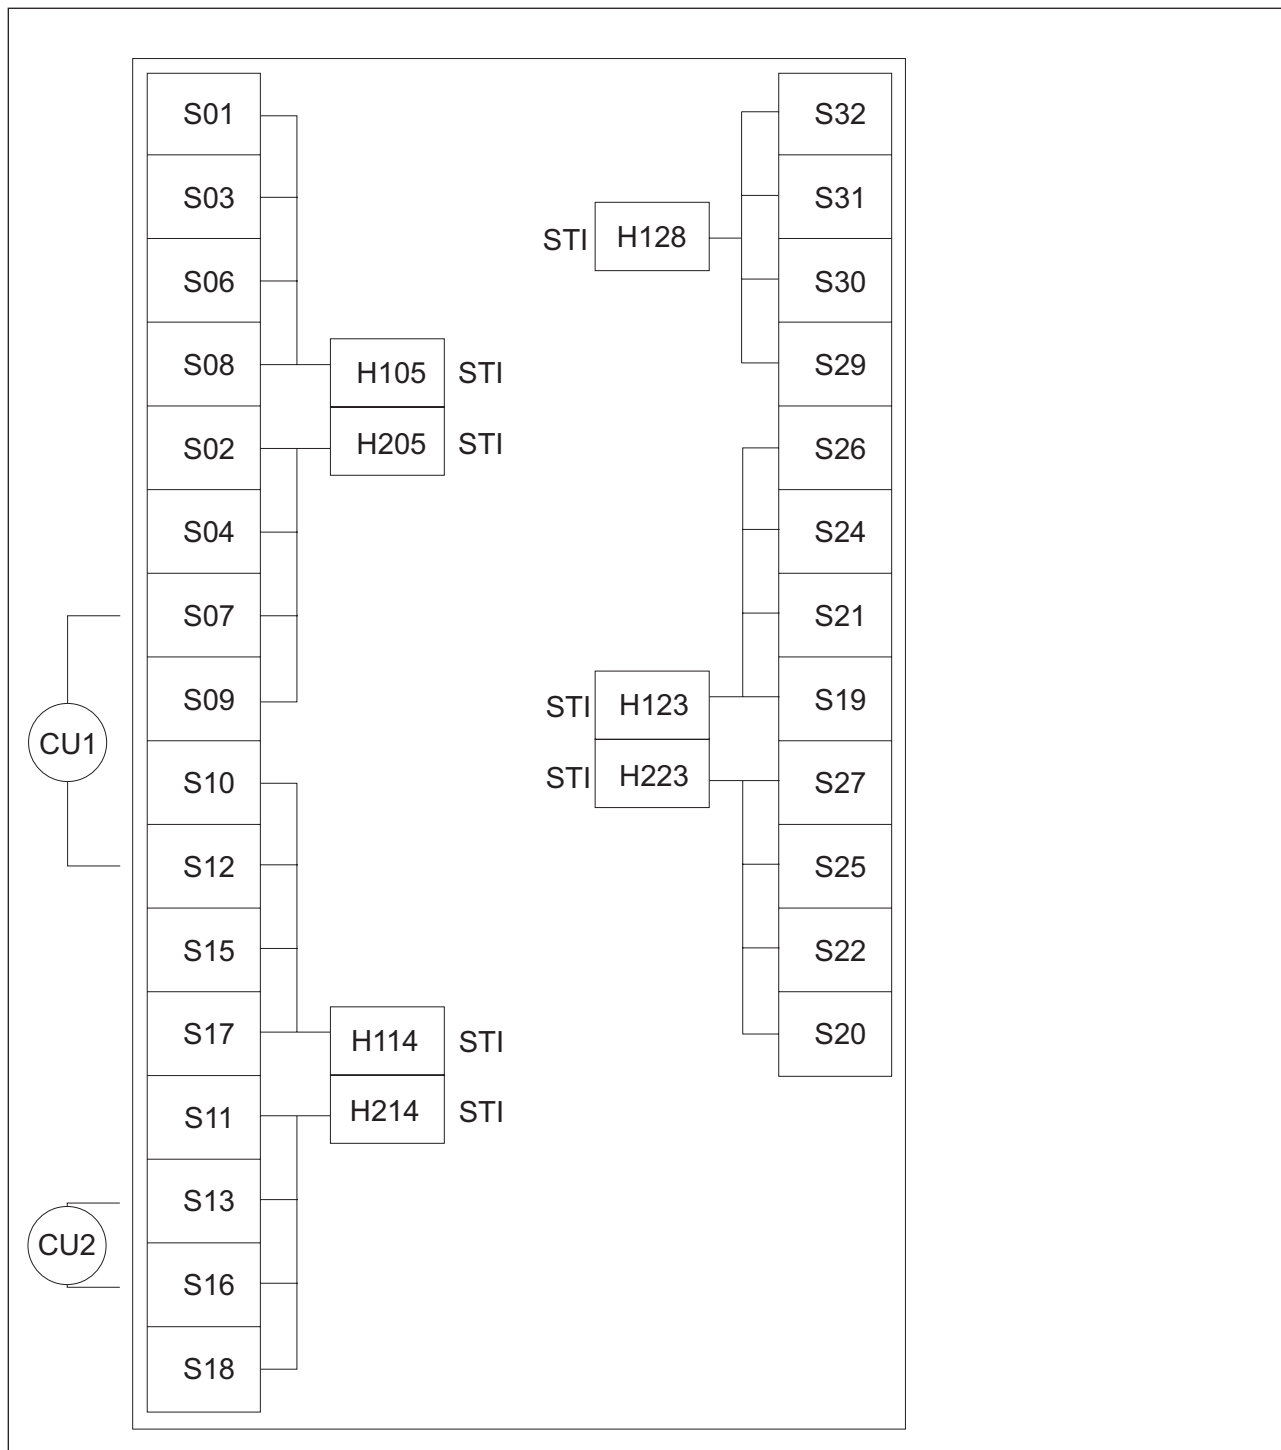 S01
S03
S06
S08
S02
S04
S07
S09
S10
S12
S15
S17
S11
S13
S16
S18
CU1
CU2
H105 STI
H205 STI
H114 STI
H214 STI
STI H128
STI H123
STI H223
S32
S31
S30
S29
S26
S24
S21
S19
S27
S25
S22
S20